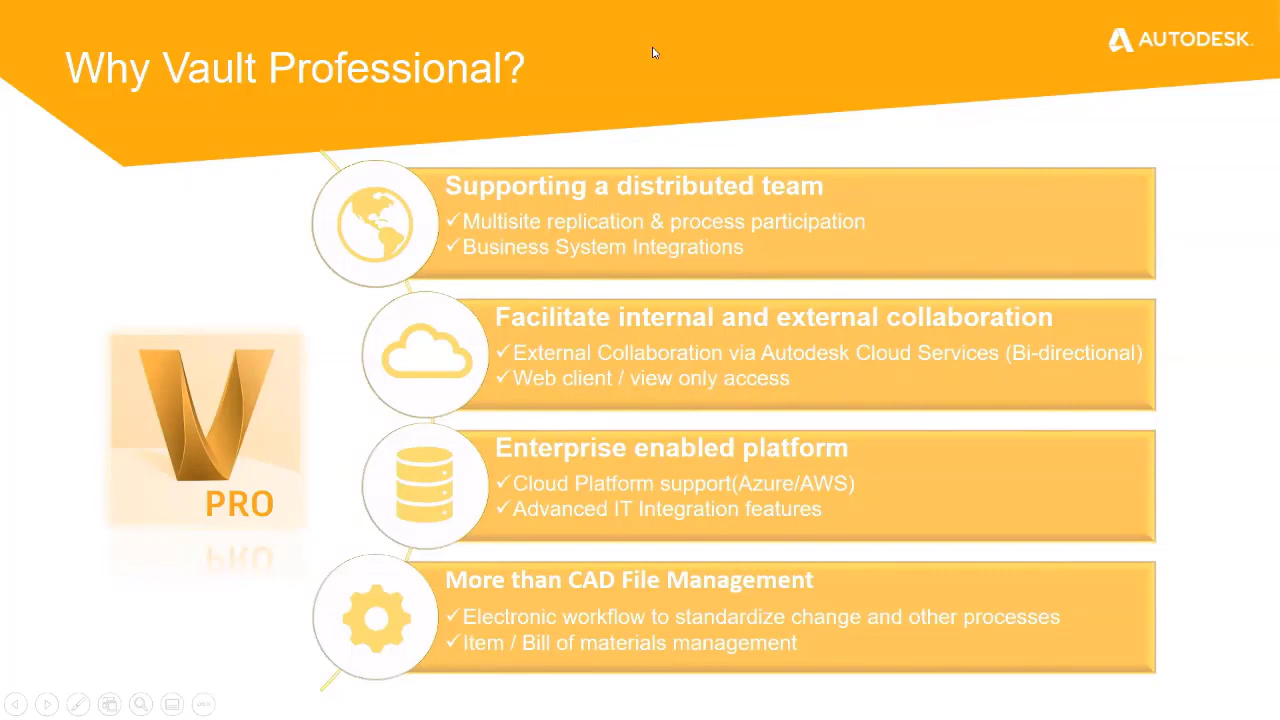 Why Vault Professional?
AUTODESK
Supporting a distributed team
✓Multisite replication & process participation
✓Business System Integrations
Facilitate internal and external collaboration
✓External Collaboration via Autodesk Cloud Services (Bi-directional)
✓Web client / view only access
PRO
Enterprise enabled platform
✓Cloud Platform support(Azure/AWS)
✓Advanced IT Integration features
More than CAD File Management
✓Electronic workflow to standardize change and other processes
✓Item / Bill of materials management